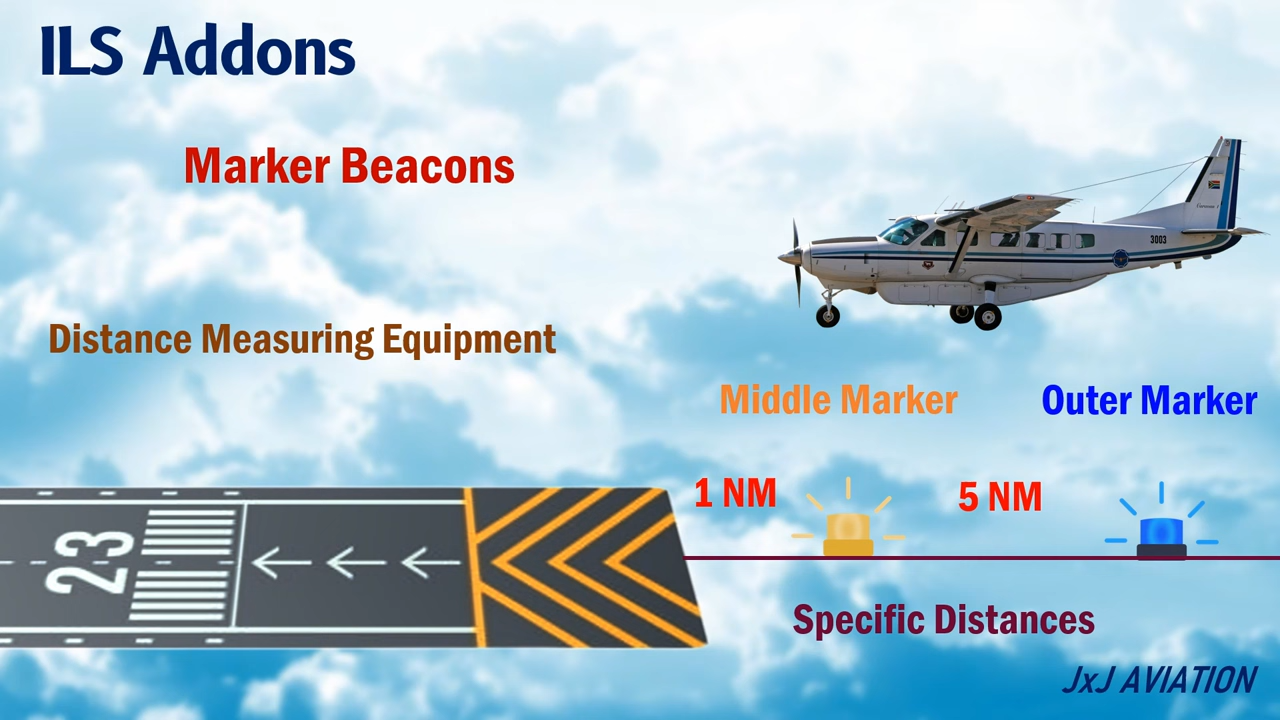 ILS Addons
Marker Beacons
Distance Measuring Equipment
Middle Marker
Outer Marker
1 NM
5 NM
23
3003
Specific Distances
JxJ AVIATION